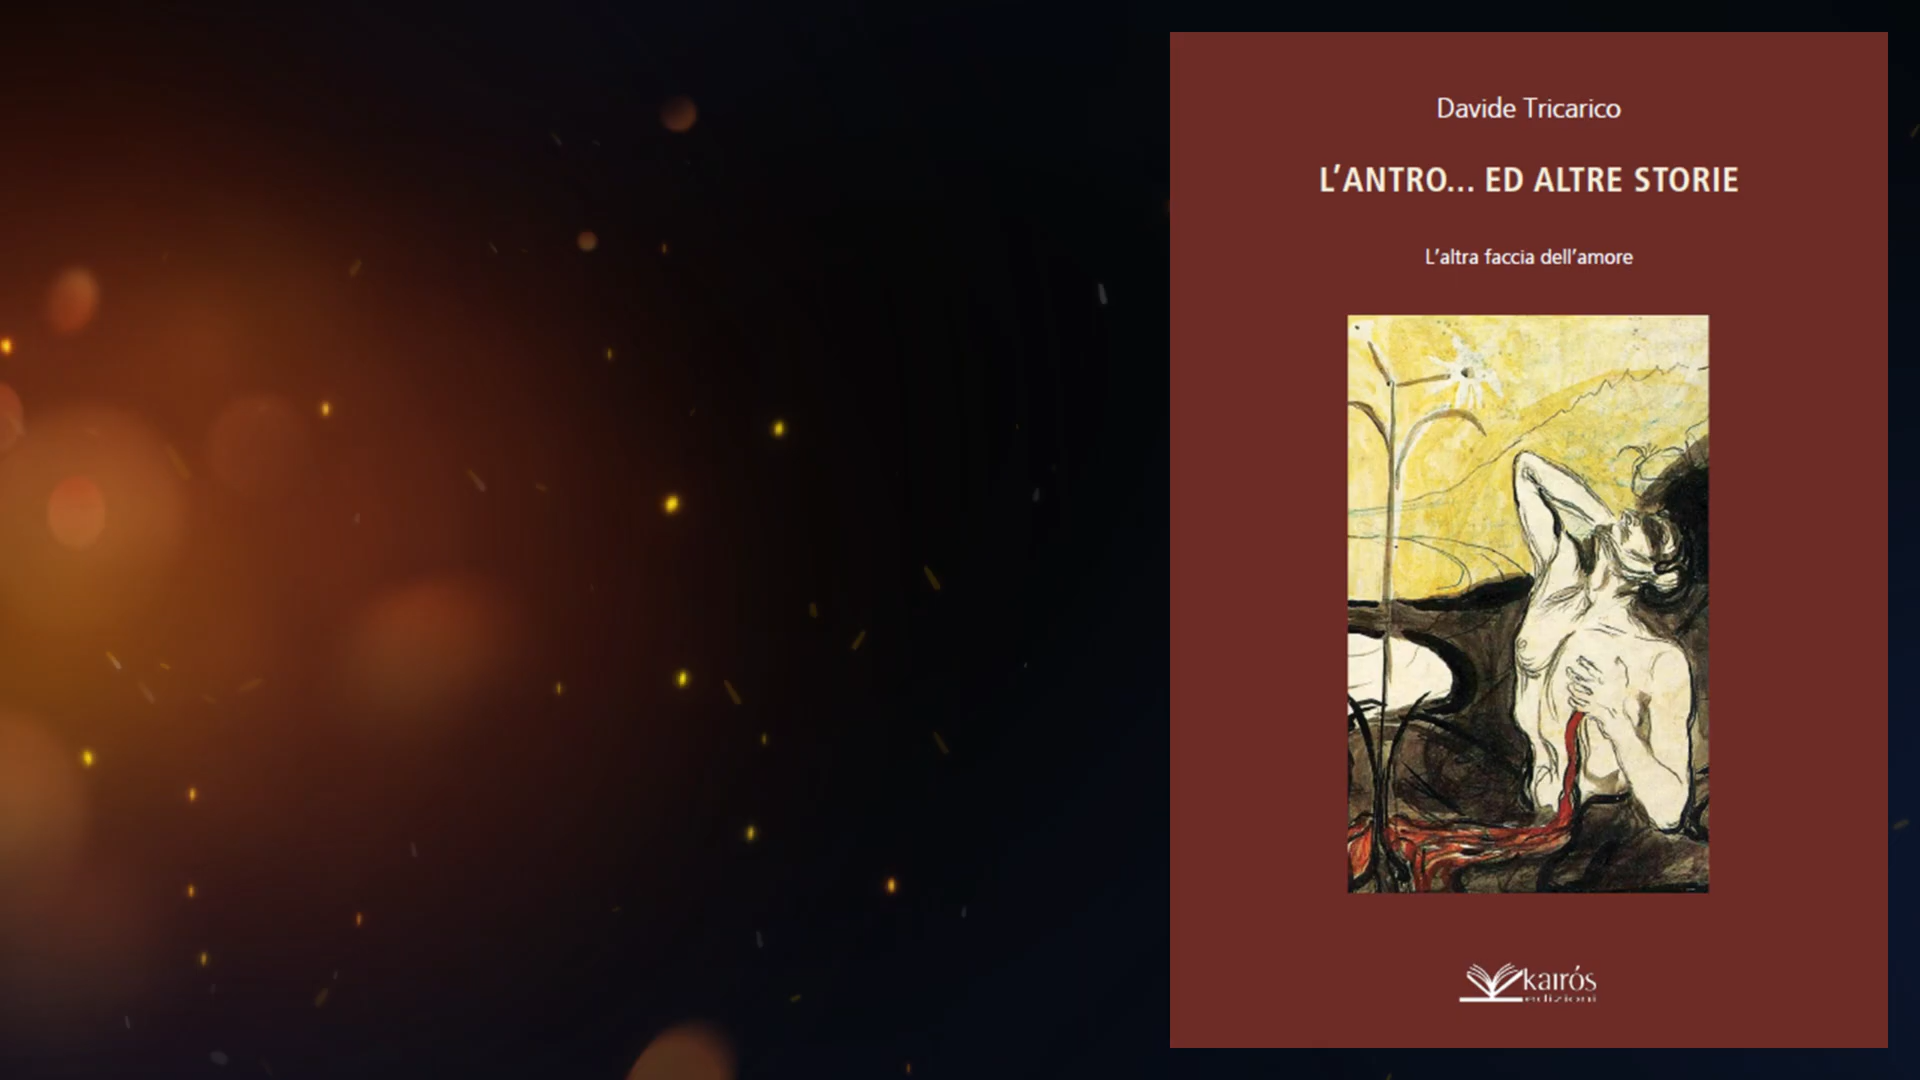 Davide Tricarico
L'ANTRO... ED ALTRE STORIE
L'altra faccia dell'amore
kairós
edizioni